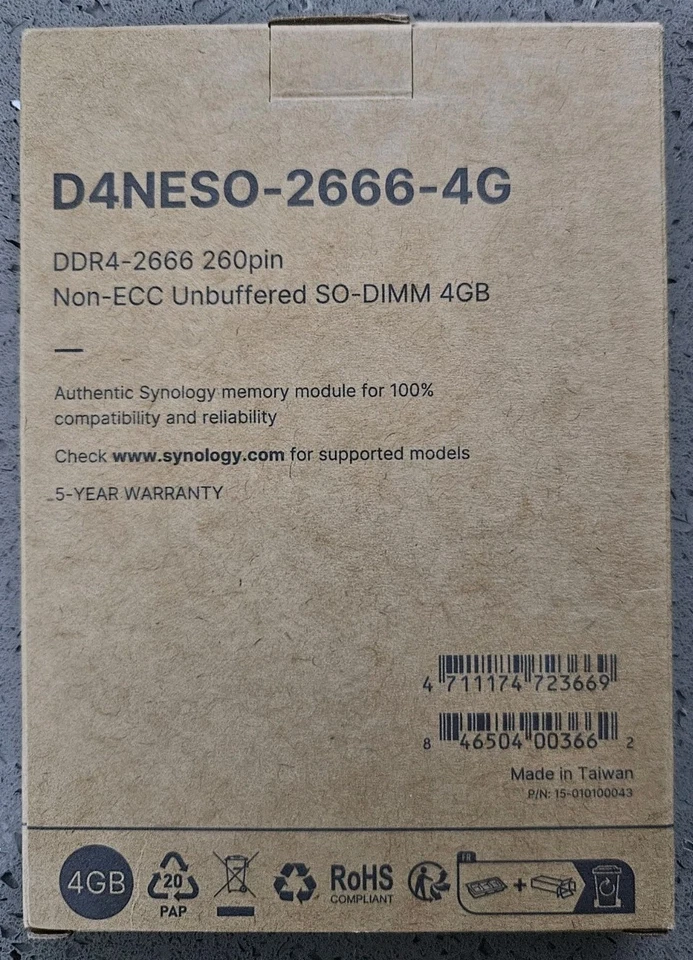 D4NESO-2666-4G
DDR4-2666 260pin
Non-ECC Unbuffered SO-DIMM 4GB
Authentic Synology memory module for 100%
compatibility and reliability
Check www.synology.com for supported models
5-YEAR WARRANTY
4 711174 723669
8 46504 00366 2
Made in Taiwan
P/N: 15-010100043
4GB
20
PAP
RoHS
COMPLIANT
FR